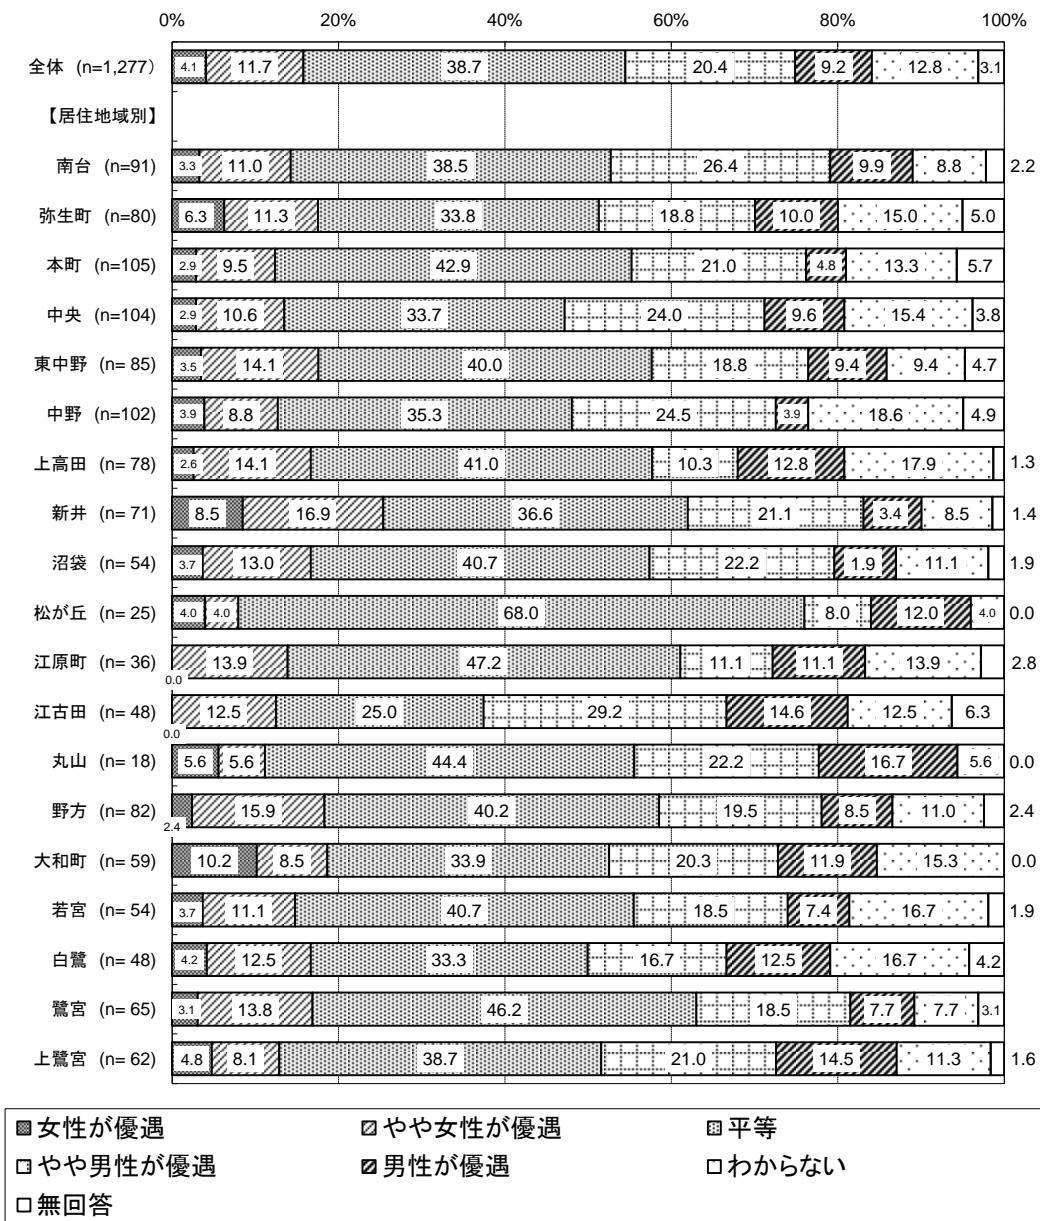 0% 20% 40% 60% 80% 100%
全体 (n=1,277) 4.1 11.7 38.7 20.4 9.2 12.8 3.1
【居住地域別】
南台 (n=91) 3.3 11.0 38.5 26.4 9.9 8.8 2.2
弥生町 (n=80) 6.3 11.3 33.8 18.8 10.0 15.0 5.0
本町 (n=105) 2.9 9.5 42.9 21.0 4.8 13.3 5.7
中央 (n=104) 2.9 10.6 33.7 24.0 9.6 15.4 3.8
東中野 (n= 85) 3.5 14.1 40.0 18.8 9.4 9.4 4.7
中野 (n=102) 3.9 8.8 35.3 24.5 3.9 18.6 4.9
上高田 (n= 78) 2.6 14.1 41.0 10.3 12.8 17.9 1.3
新井 (n= 71) 8.5 16.9 36.6 21.1 3.4 8.5 1.4
沼袋 (n= 54) 3.7 13.0 40.7 22.2 1.9 11.1 1.9
松が丘 (n= 25) 4.0 4.0 68.0 8.0 12.0 4.0 0.0
江原町 (n= 36) 0.0 13.9 47.2 11.1 11.1 13.9 2.8
江古田 (n= 48) 0.0 12.5 25.0 29.2 14.6 12.5 6.3
丸山 (n= 18) 5.6 5.6 44.4 22.2 16.7 5.6 0.0
野方 (n= 82) 2.4 15.9 40.2 19.5 8.5 11.0 2.4
大和町 (n= 59) 10.2 8.5 33.9 20.3 11.9 15.3 0.0
若宮 (n= 54) 3.7 11.1 40.7 18.5 7.4 16.7 1.9
白鷺 (n= 48) 4.2 12.5 33.3 16.7 12.5 16.7 4.2
鷺宮 (n= 65) 3.1 13.8 46.2 18.5 7.7 7.7 3.1
上鷺宮 (n= 62) 4.8 8.1 38.7 21.0 14.5 11.3 1.6
女性が優遇 やや女性が優遇 平等
やや男性が優遇 男性が優遇 わからない
無回答